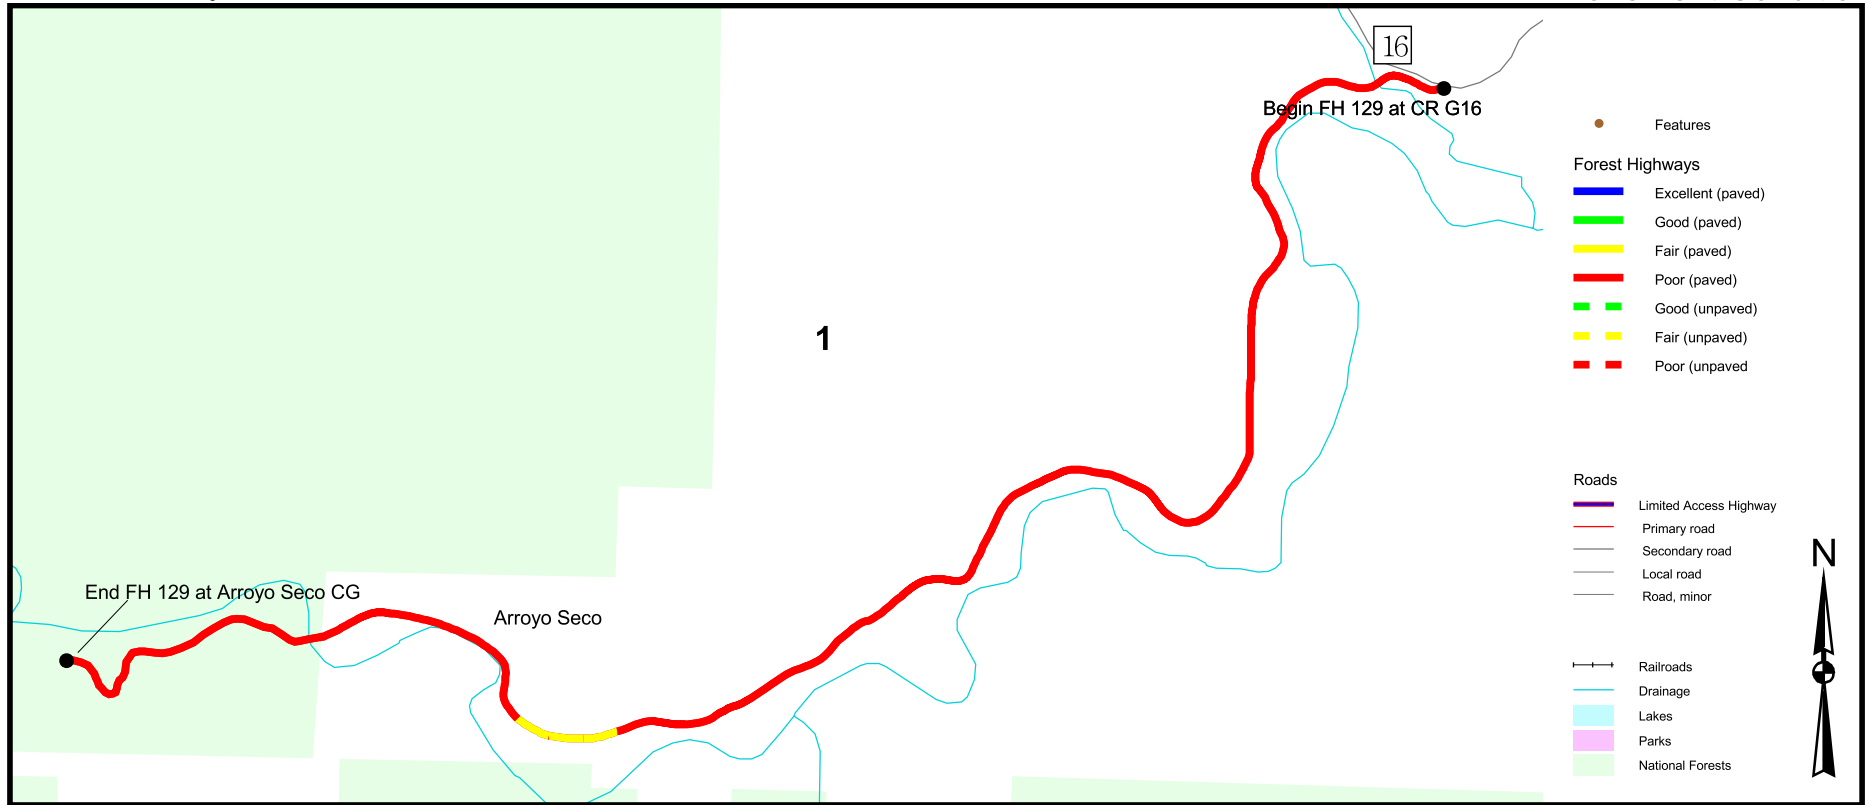 16
Begin FH 129 at CR G16
1
End FH 129 at Arroyo Seco CG
Arroyo Seco
Features
Forest Highways
Excellent (paved)
Good (paved)
Fair (paved)
Poor (paved)
Good (unpaved)
Fair (unpaved)
Poor (unpaved
Roads
Limited Access Highway
Primary road
Secondary road
Local road
Road, minor
Railroads
Drainage
Lakes
Parks
National Forests
N